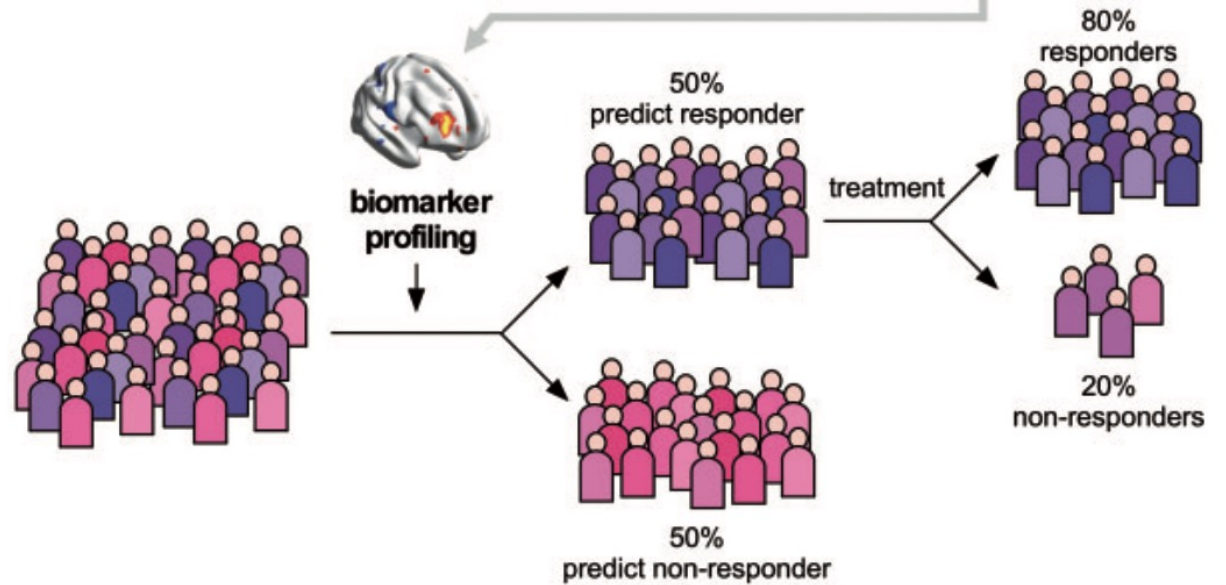 80%
responders
50%
predict responder
treatment
biomarker
profiling
20%
non-responders
50%
predict non-responder